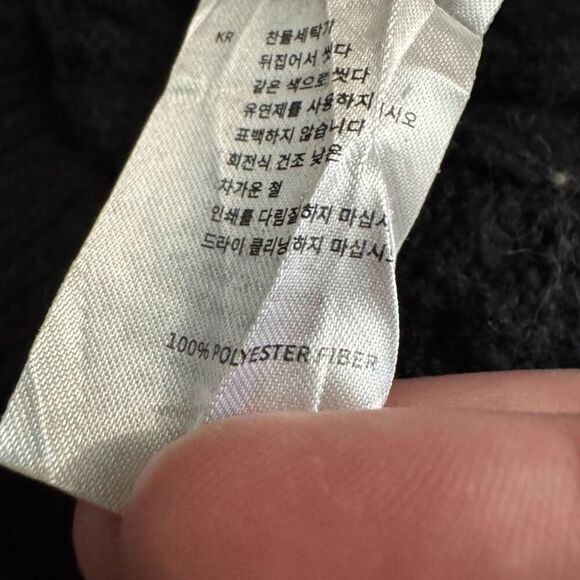 KR 찬물세탁기
뒤집어서 씻다
같은 색으로 씻다
유연제를 사용하지 시오
표백하지 않습니다
회전식 건조 낮은
차가운 철
인쇄를 다림질하지 마십시
드라이 클리닝하지 마십시오
100% POLYESTER FIBER